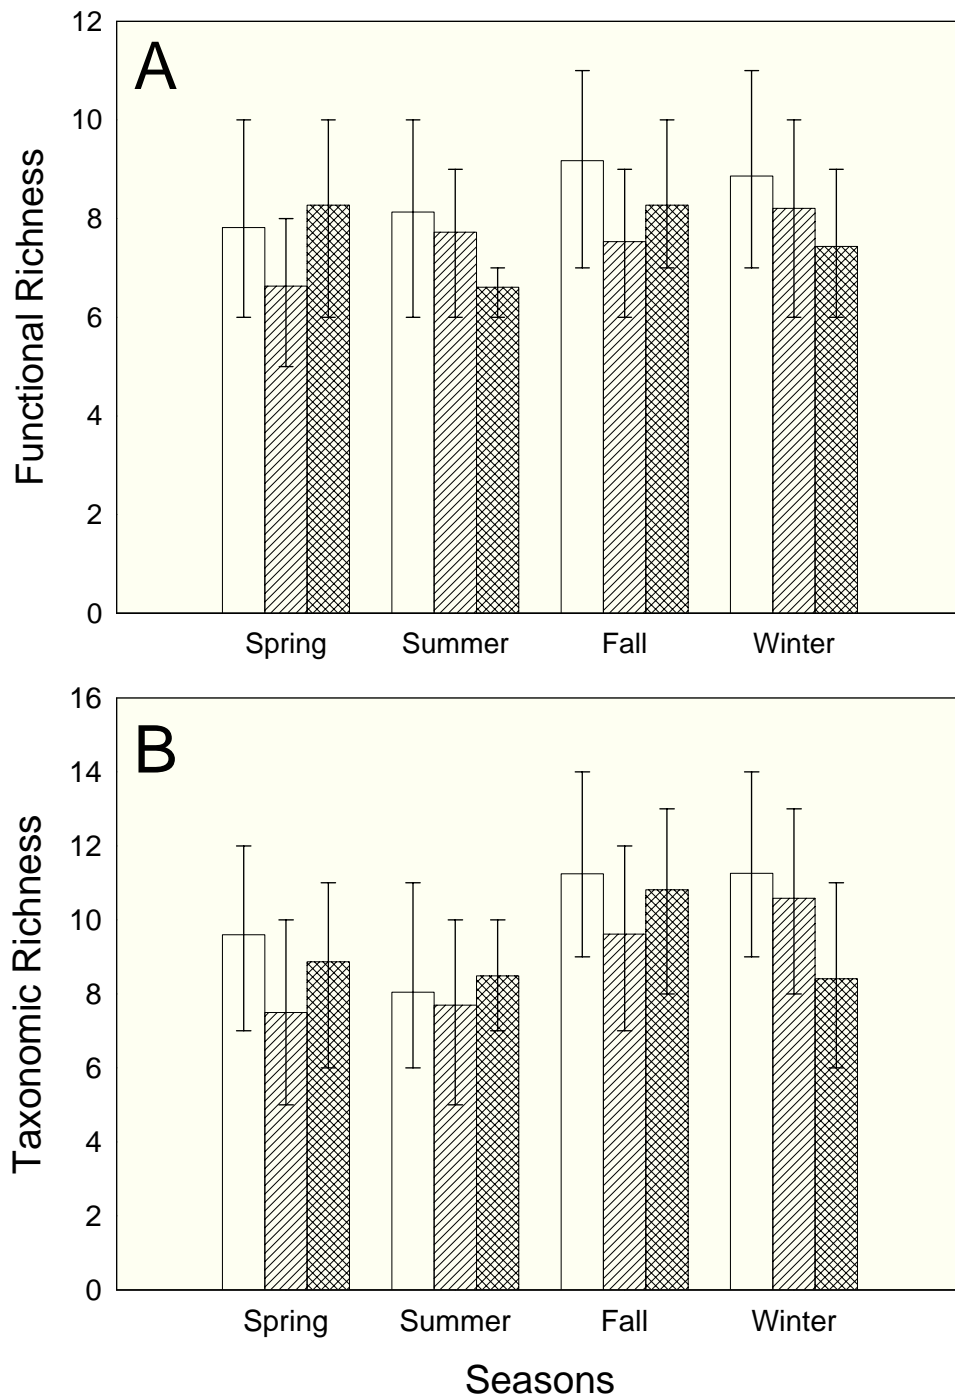 12
A
10
8
6
4
2
0
Functional Richness
Spring Summer Fall Winter
16
B
14
12
10
8
6
4
2
0
Taxonomic Richness
Spring Summer Fall Winter
Seasons